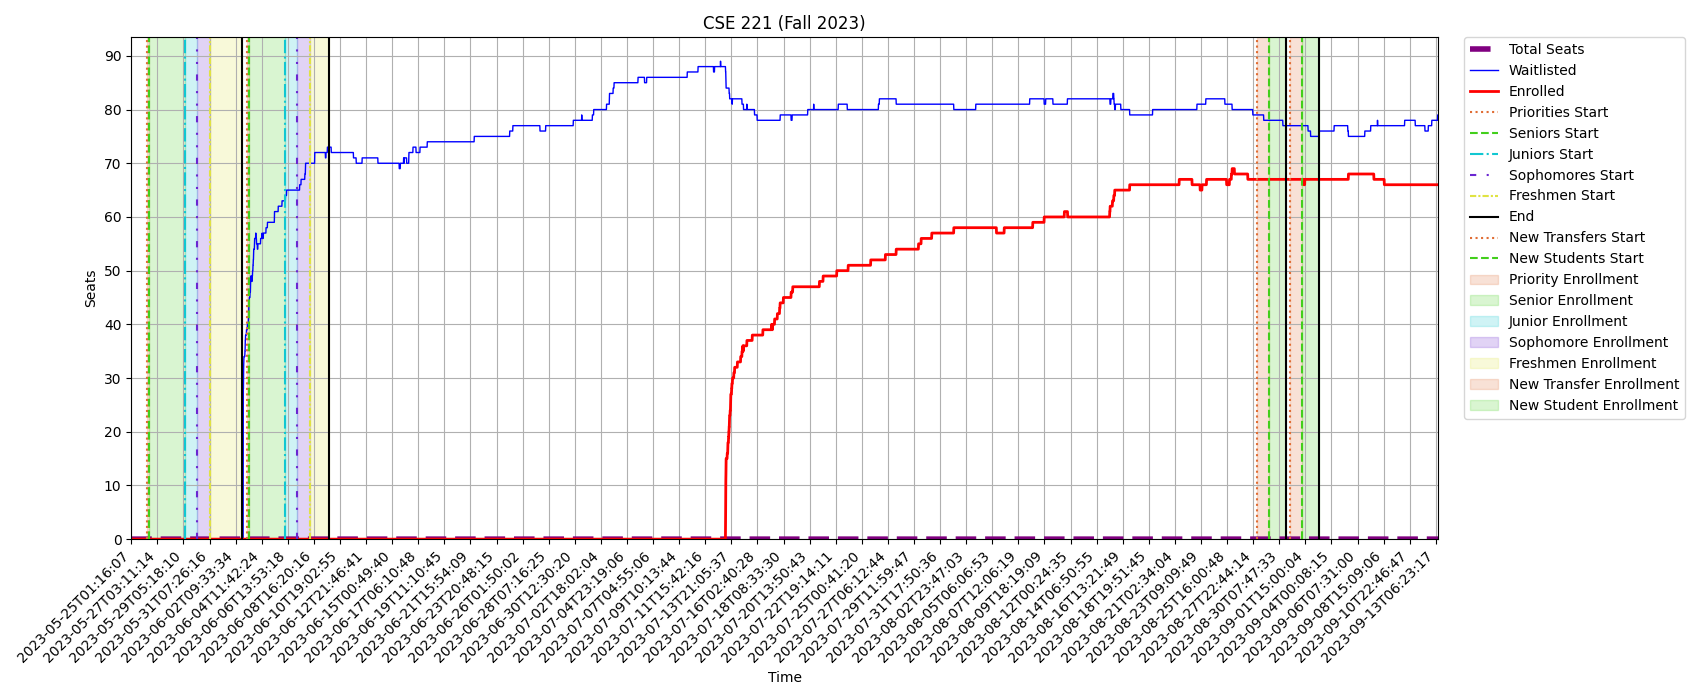 CSE 221 (Fall 2023)
Seats
90
80
70
60
50
40
30
20
10
0
2023-05-25T01:16:07
2023-05-27T03:11:14
2023-05-29T05:18:10
2023-05-31T07:26:16
2023-06-02T09:33:34
2023-06-04T11:42:24
2023-06-06T13:53:18
2023-06-08T16:20:16
2023-06-10T19:02:55
2023-06-12T21:46:41
2023-06-15T00:49:40
2023-06-17T06:10:48
2023-06-19T11:10:45
2023-06-21T15:54:09
2023-06-23T20:48:15
2023-06-26T01:50:02
2023-06-28T07:16:25
2023-06-30T12:30:20
2023-07-02T18:02:04
2023-07-04T23:19:06
2023-07-07T04:55:06
2023-07-09T10:13:44
2023-07-11T15:42:16
2023-07-13T21:05:37
2023-07-16T02:40:28
2023-07-18T08:33:30
2023-07-20T13:50:43
2023-07-22T19:14:11
2023-07-25T00:41:20
2023-07-27T06:12:44
2023-07-29T11:59:47
2023-07-31T17:50:36
2023-08-02T23:47:03
2023-08-05T06:06:53
2023-08-07T12:06:19
2023-08-09T18:19:09
2023-08-12T00:24:35
2023-08-14T06:50:55
2023-08-16T13:21:49
2023-08-18T19:51:45
2023-08-21T02:34:04
2023-08-23T09:09:49
2023-08-25T16:00:48
2023-08-27T22:44:14
2023-08-30T07:47:33
2023-09-01T15:00:04
2023-09-04T00:08:15
2023-09-06T07:31:00
2023-09-08T15:09:06
2023-09-10T22:46:47
2023-09-13T06:23:17
Time
Total Seats
Waitlisted
Enrolled
Priorities Start
Seniors Start
Juniors Start
Sophomores Start
Freshmen Start
End
New Transfers Start
New Students Start
Priority Enrollment
Senior Enrollment
Junior Enrollment
Sophomore Enrollment
Freshmen Enrollment
New Transfer Enrollment
New Student Enrollment